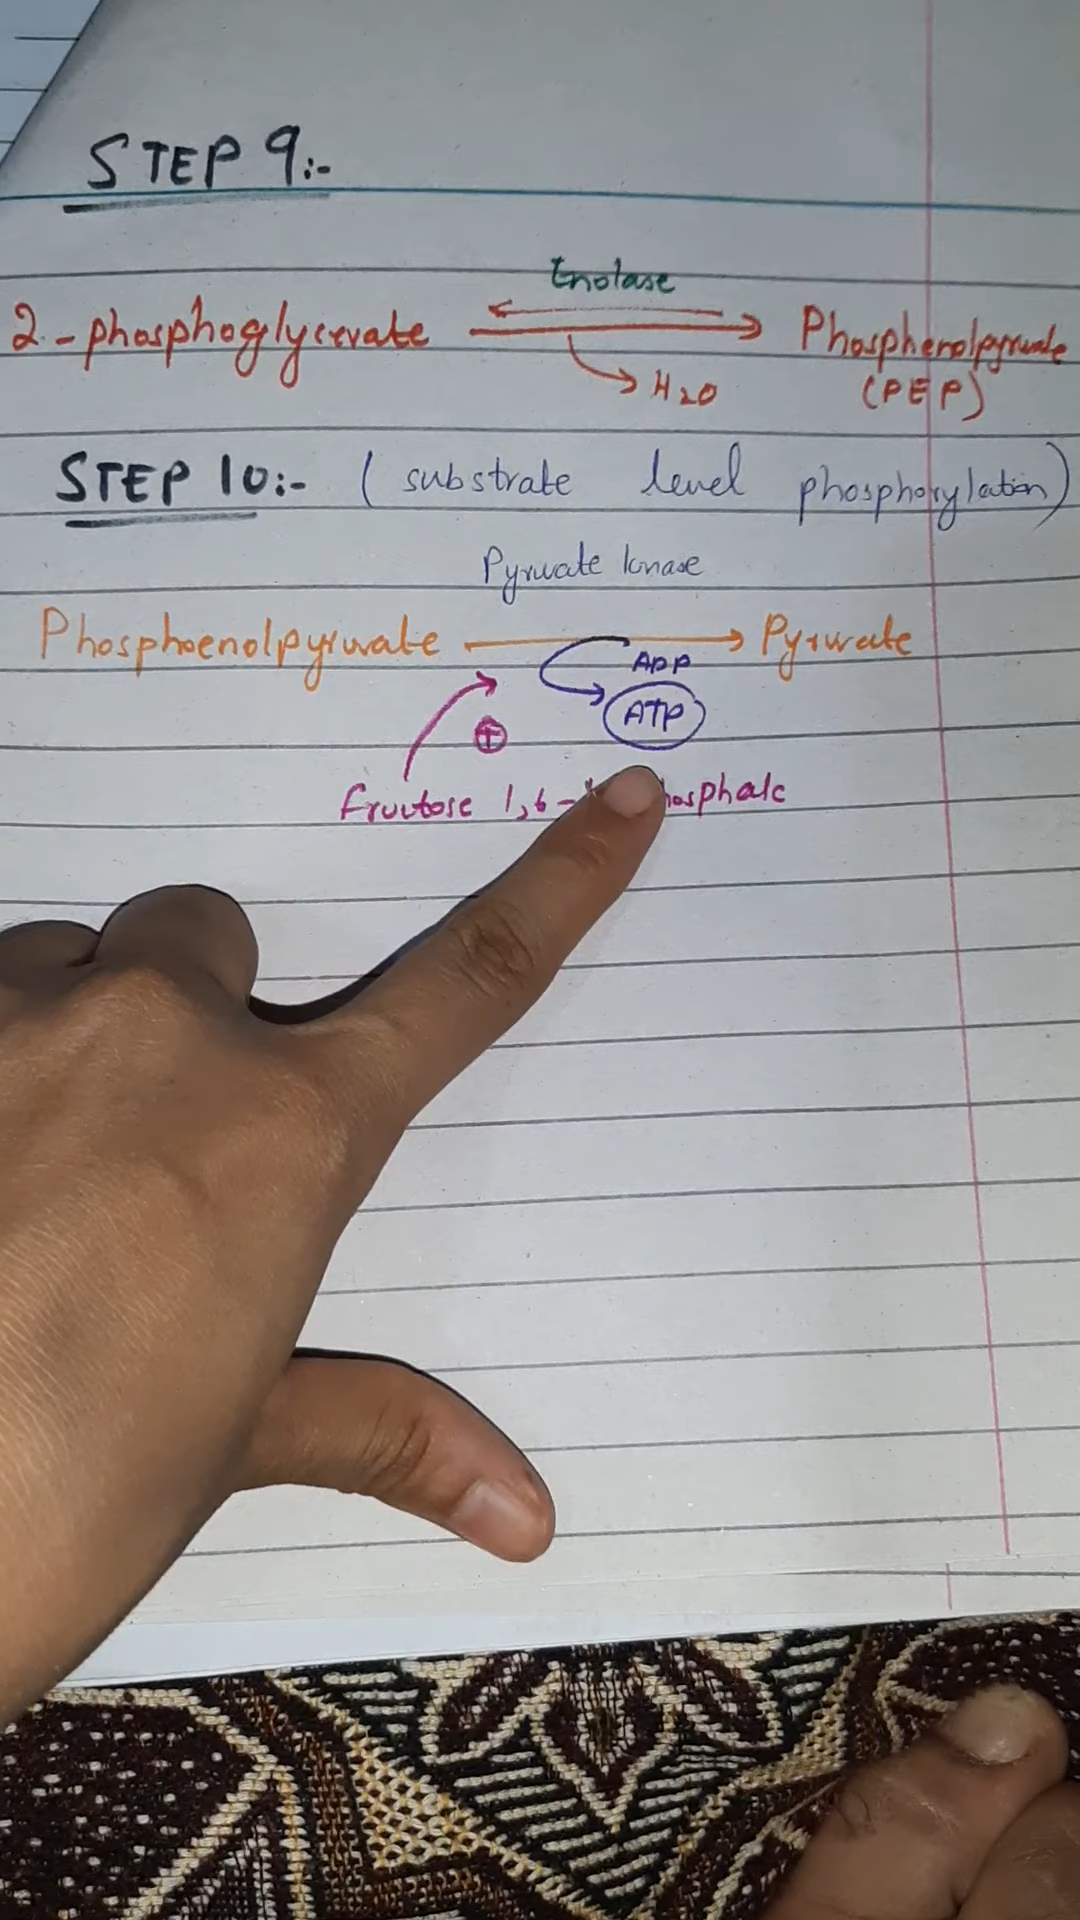 STEP 9:-
Enolase
2-phosphoglycerate Phosphenolpyruvate
H2O (PEP)
STEP 10:- (substrate level phosphorylation)
Pyruvate kinase
Phosphoenolpyruvate Pyruvate
ADP
ATP
+
fructose 1,6-